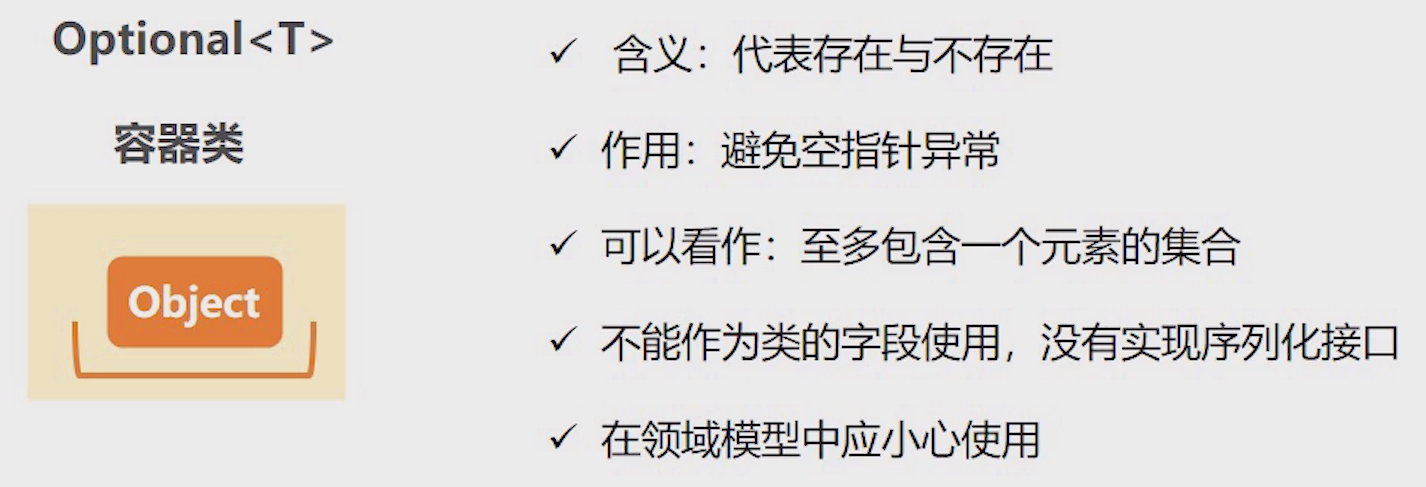 Optional<T>
容器类
Object
✓ 含义：代表存在与不存在
✓ 作用：避免空指针异常
✓ 可以看作：至多包含一个元素的集合
✓ 不能作为类的字段使用，没有实现序列化接口
✓ 在领域模型中应小心使用